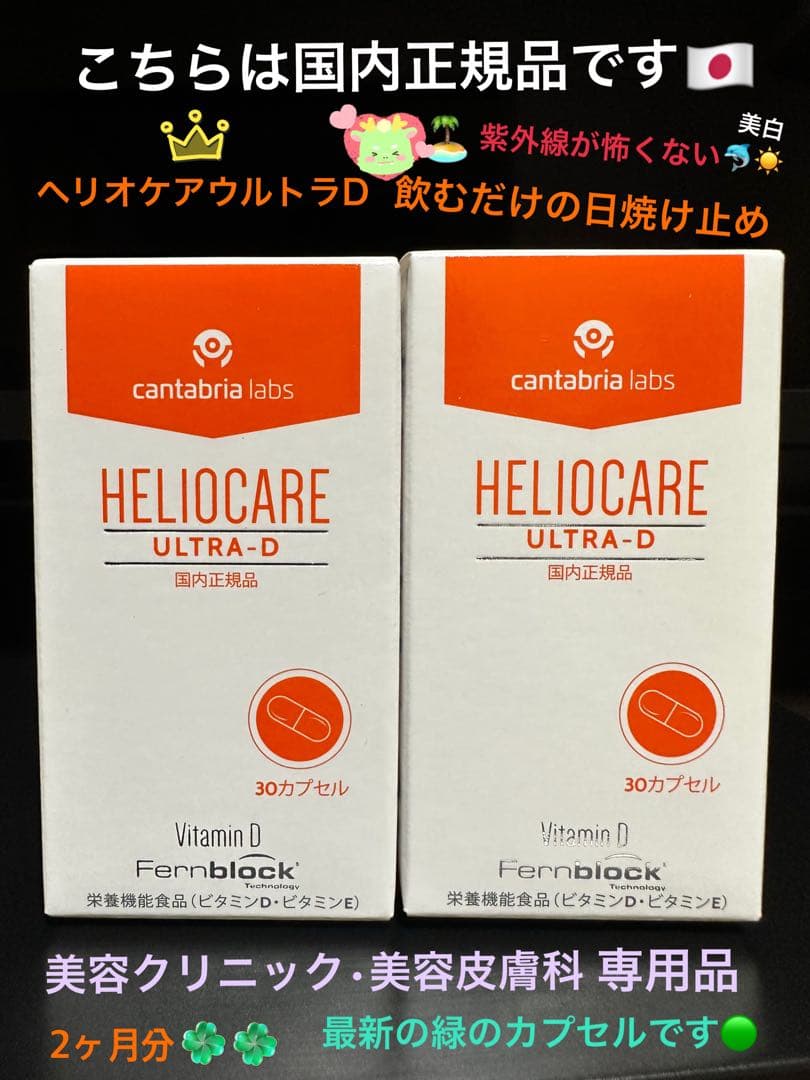 こちらは国内正規品です🇯🇵
美白
紫外線が怖くない🐬☀️
ヘリオケアウルトラD 飲むだけの日焼け止め
cantabria labs
HELIOCARE
ULTRA-D
国内正規品
30カプセル
Vitamin D
Fernblock
Technology
栄養機能食品(ビタミンD・ビタミンE)
cantabria labs
HELIOCARE
ULTRA-D
国内正規品
30カプセル
Vitamin D
Fernblock
Technology
栄養機能食品(ビタミンD・ビタミンE)
美容クリニック・美容皮膚科 専用品
2ヶ月分🍀🍀
最新の緑のカプセルです🟢